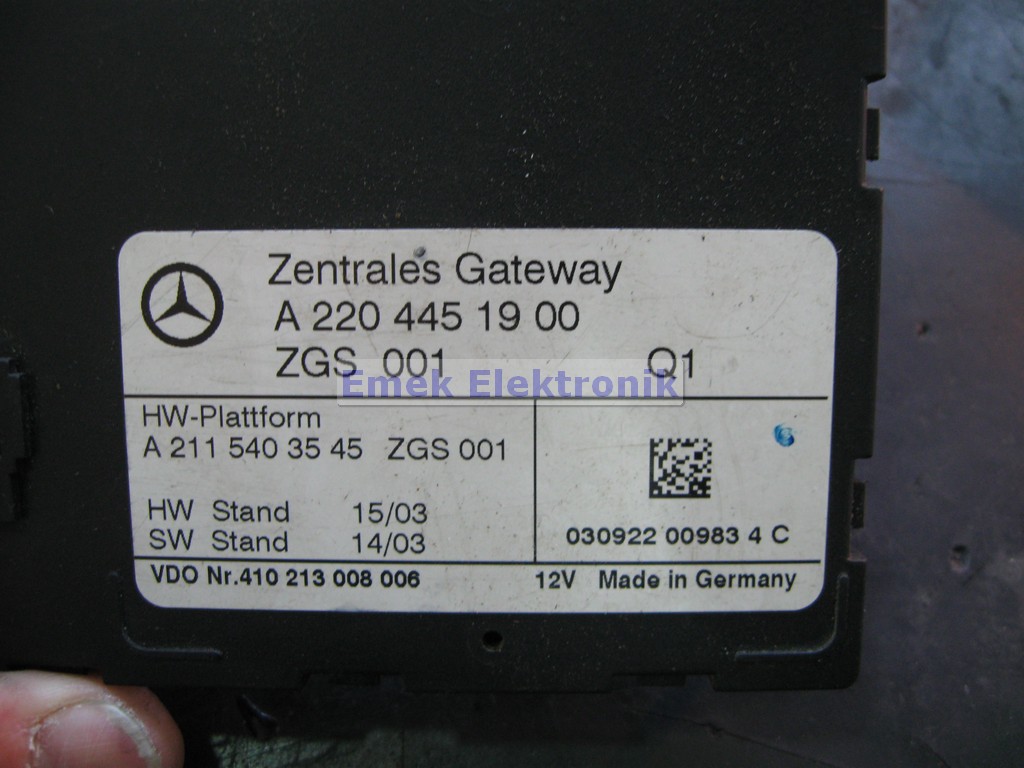 Zentrales Gateway
A 220 445 19 00
ZGS 001 Q1
Emek Elektronik
HW-Plattform
A 211 540 35 45 ZGS 001
HW Stand 15/03
SW Stand 14/03
030922 00983 4 C
VDO Nr.410 213 008 006 12V Made in Germany